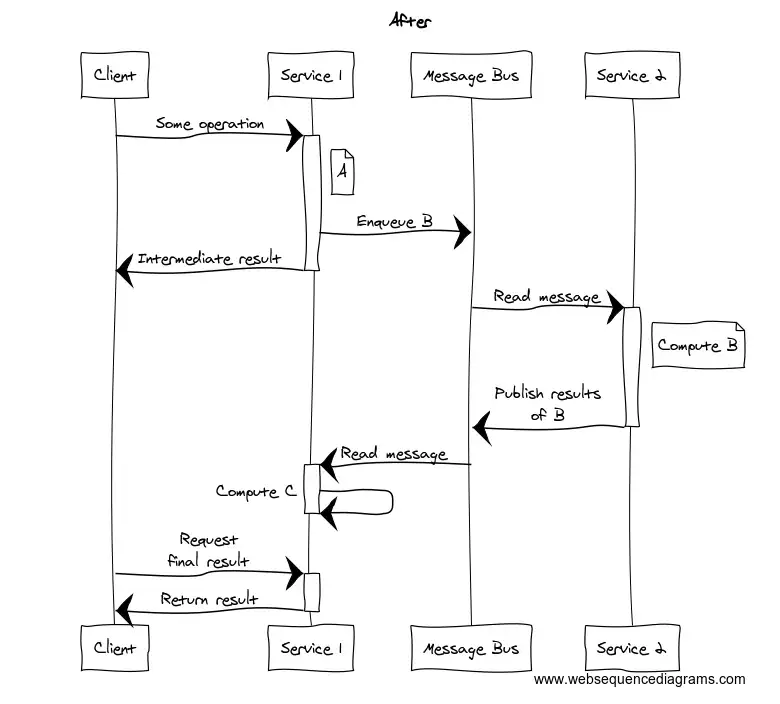 After
Client
Service 1
Message Bus
Service 2
Some operation
A
Enqueue B
Intermediate result
Read message
Compute B
Publish results
of B
Read message
Compute C
Request
final result
Return result
Client
Service 1
Message Bus
Service 2
www.websequencediagrams.com